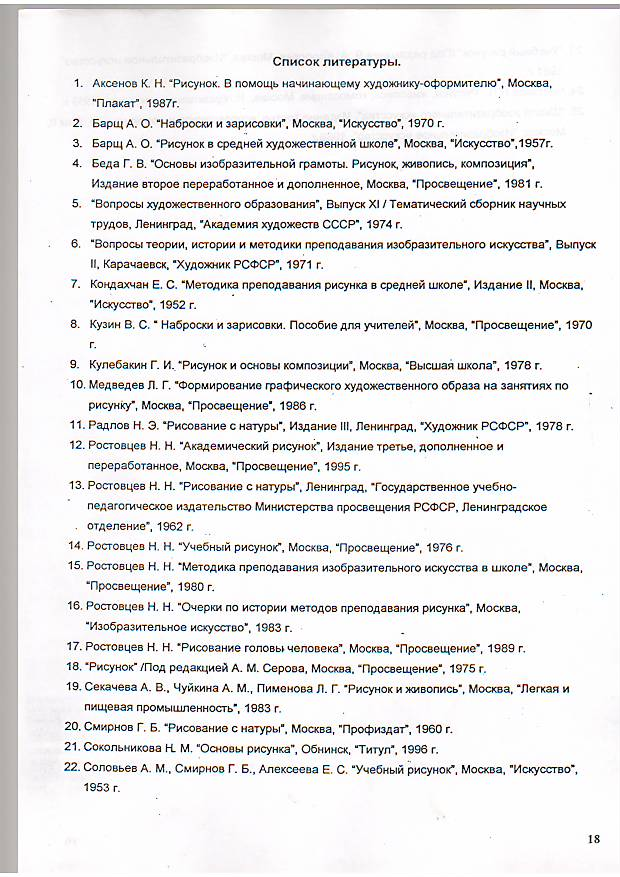 Список литературы.
1. Аксенов К. Н. "Рисунок. В помощь начинающему художнику-оформителю", Москва,
"Плакат", 1987г.
2. Барщ А. О. "Наброски и зарисовки", Москва, "Искусство", 1970 г.
3. Барщ А. О. "Рисунок в средней художественной школе", Москва, "Искусство",1957г.
4. Беда Г. В. "Основы изобразительной грамоты. Рисунок, живопись, композиция",
Издание второе переработанное и дополненное, Москва, "Просвещение", 1981 г.
5. "Вопросы художественного образования", Выпуск XI / Тематический сборник научных
трудов, Ленинград, "Академия художеств СССР", 1974 г.
6. "Вопросы теории, истории и методики преподавания изобразительного искусства", Выпуск
II, Карачаевск, "Художник РСФСР", 1971 г.
7. Кондахчан Е. С. "Методика преподавания рисунка в средней школе", Издание II, Москва,
"Искусство", 1952 г.
8. Кузин В. С. " Наброски и зарисовки. Пособие для учителей", Москва, "Просвещение", 1970
г.
9. Кулебакин Г. И. "Рисунок и основы композиции", Москва, "Высшая школа", 1978 г.
10. Медведев Л. Г. "Формирование графического художественного образа на занятиях по
рисунку", Москва, "Просвещение", 1986 г.
11. Радлов Н. Э. "Рисование с натуры", Издание III, Ленинград, "Художник РСФСР", 1978 г.
12. Ростовцев Н. Н. "Академический рисунок", Издание третье, дополненное и
переработанное, Москва, "Просвещение", 1995 г.
13. Ростовцев Н. Н. "Рисование с натуры", Ленинград, "Государственное учебно-
педагогическое издательство Министерства просвещения РСФСР, Ленинградское
отделение", 1962 г.
14. Ростовцев Н. Н. "Учебный рисунок", Москва, "Просвещение", 1976 г.
15. Ростовцев Н. Н. "Методика преподавания изобразительного искусства в школе", Москва,
"Просвещение", 1980 г.
16. Ростовцев Н. Н. "Очерки по истории методов преподавания рисунка", Москва,
"Изобразительное искусство", 1983 г.
17. Ростовцев Н. Н. "Рисование головы человека", Москва, "Просвещение", 1989 г.
18. "Рисунок" /Под редакцией А. М. Серова, Москва, "Просвещение", 1975 г.
19. Секачева А. В., Чуйкина А. М., Пименова Л. Г. "Рисунок и живопись", Москва, "Легкая и
пищевая промышленность", 1983 г.
20. Смирнов Г. Б. "Рисование с натуры", Москва, "Профиздат", 1960 г.
21. Сокольникова Н. М. "Основы рисунка", Обнинск, "Титул", 1996 г.
22. Соловьев А. М., Смирнов Г. Б., Алексеева Е. С. "Учебный рисунок", Москва, "Искусство",
1953 г.
18